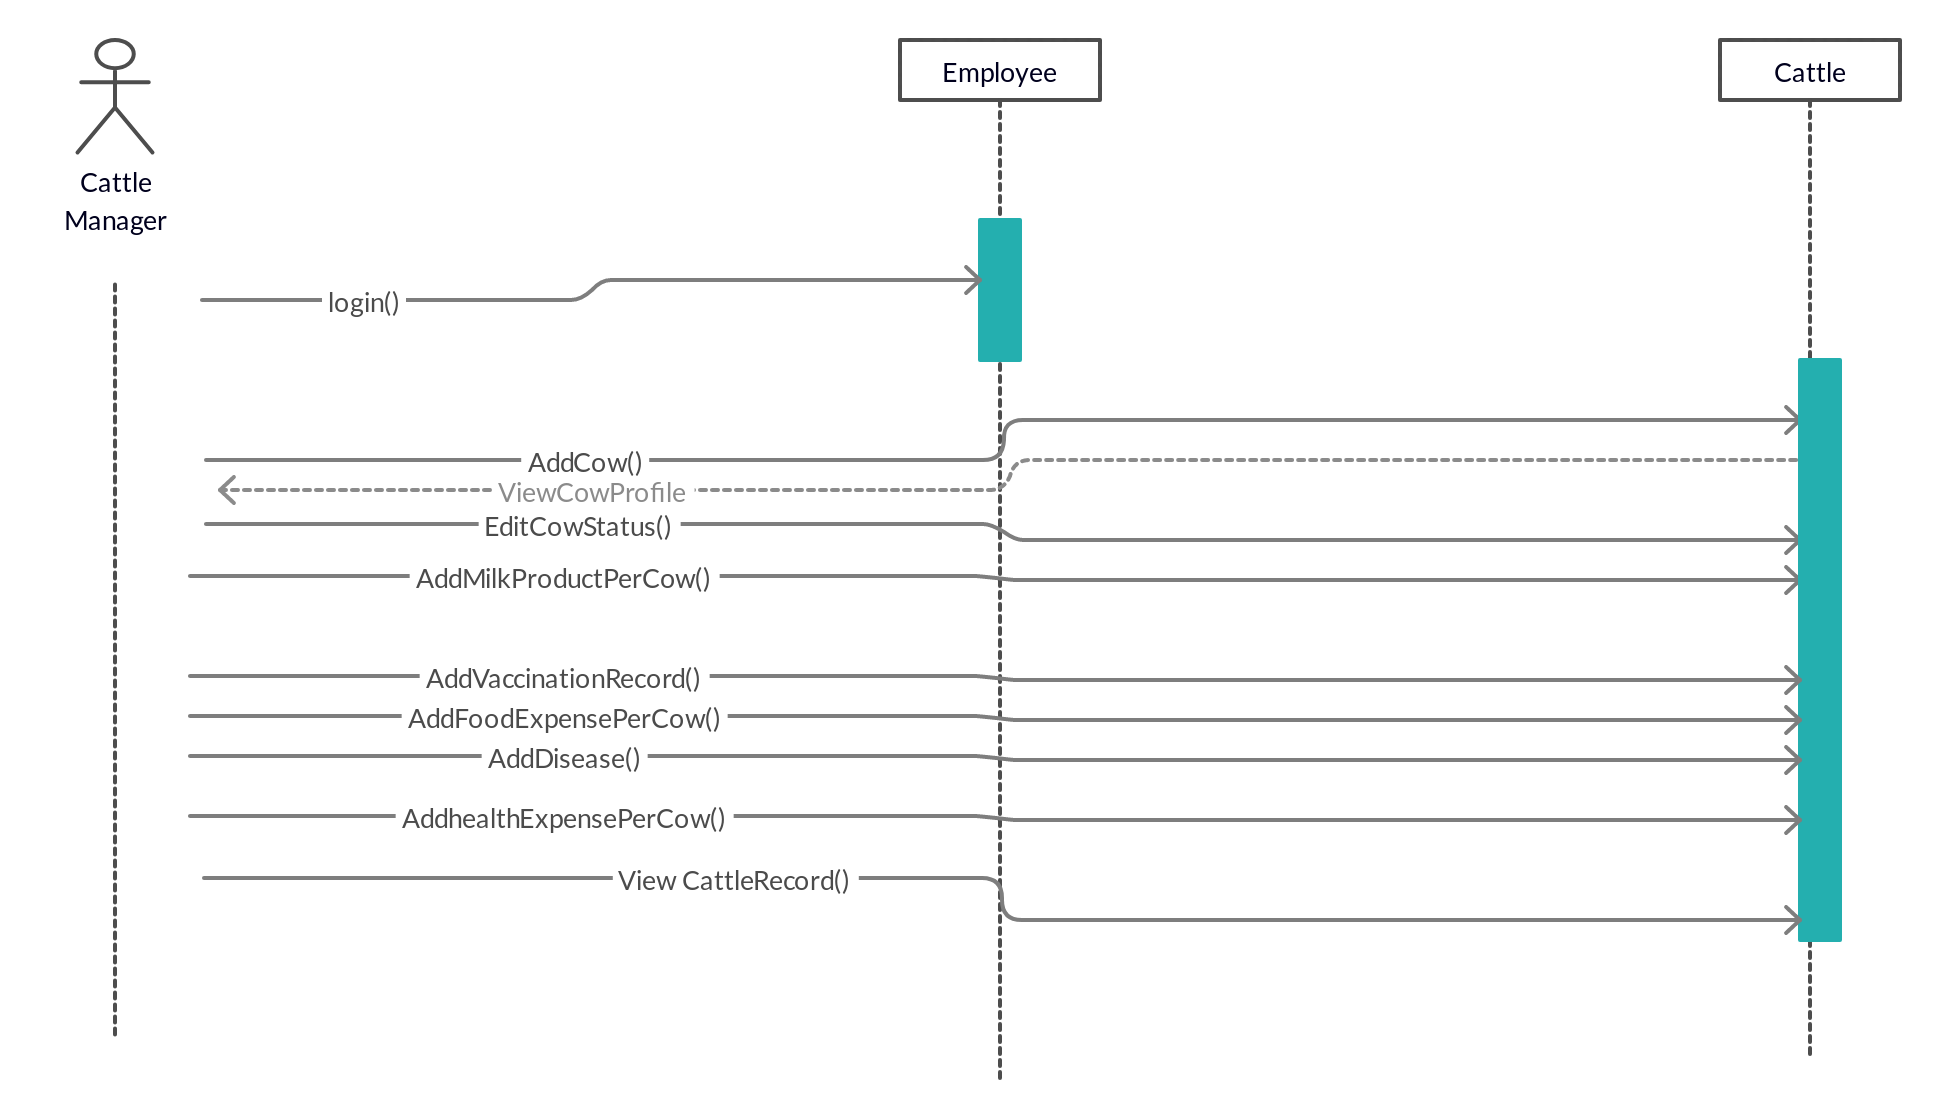 Employee
Cattle
Cattle
Manager
login()
AddCow()
ViewCowProfile
EditCowStatus()
AddMilkProductPerCow()
AddVaccinationRecord()
AddFoodExpensePerCow()
AddDisease()
AddhealthExpensePerCow()
View CattleRecord()